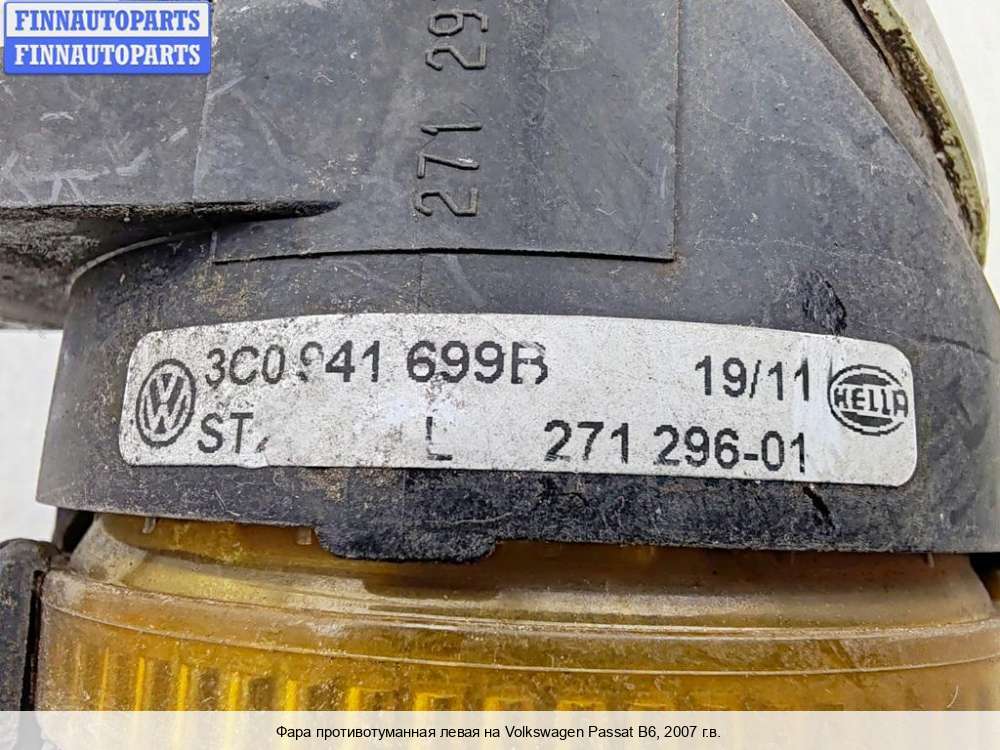 FINNAUTOPARTS
FINNAUTOPARTS
271 29
3C0 941 699B 19/11 HELLA
L 271 296-01
Фара противотуманная левая на Volkswagen Passat B6, 2007 г.в.